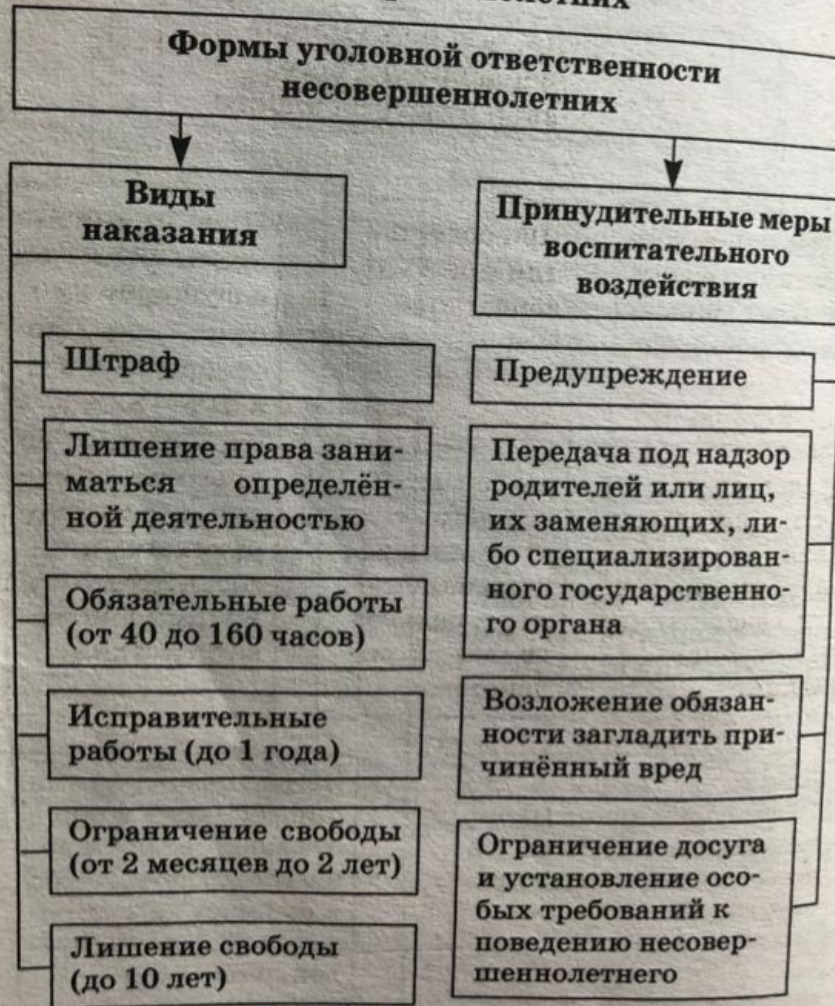 Формы уголовной ответственности
несовершеннолетних
Виды
наказания
Штраф
Лишение права зани-
маться определён-
ной деятельностью
Обязательные работы
(от 40 до 160 часов)
Исправительные
работы (до 1 года)
Ограничение свободы
(от 2 месяцев до 2 лет)
Лишение свободы
(до 10 лет)
Принудительные меры
воспитательного
воздействия
Предупреждение
Передача под надзор
родителей или лиц,
их заменяющих, ли-
бо специализирован-
ного государственно-
го органа
Возложение обязан-
ности загладить при-
чинённый вред
Ограничение досуга
и установление осо-
бых требований к
поведению несовер-
шеннолетнего